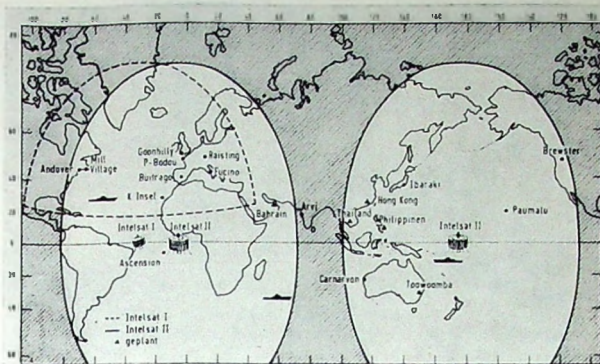 Goonhilly
P-Bodou
Raisting
Buitrago
Fucino
Andover
Mill
Village
K. Insel
Bahrain
Arvi
Thailand
Hong Kong
Philippinen
Ibaraki
Brewster
Paumalu
Intelsat I
Intelsat II
Intelsat II
Ascension
Carnarvon
Toowoomba
Intelsat I
Intelsat II
geplant